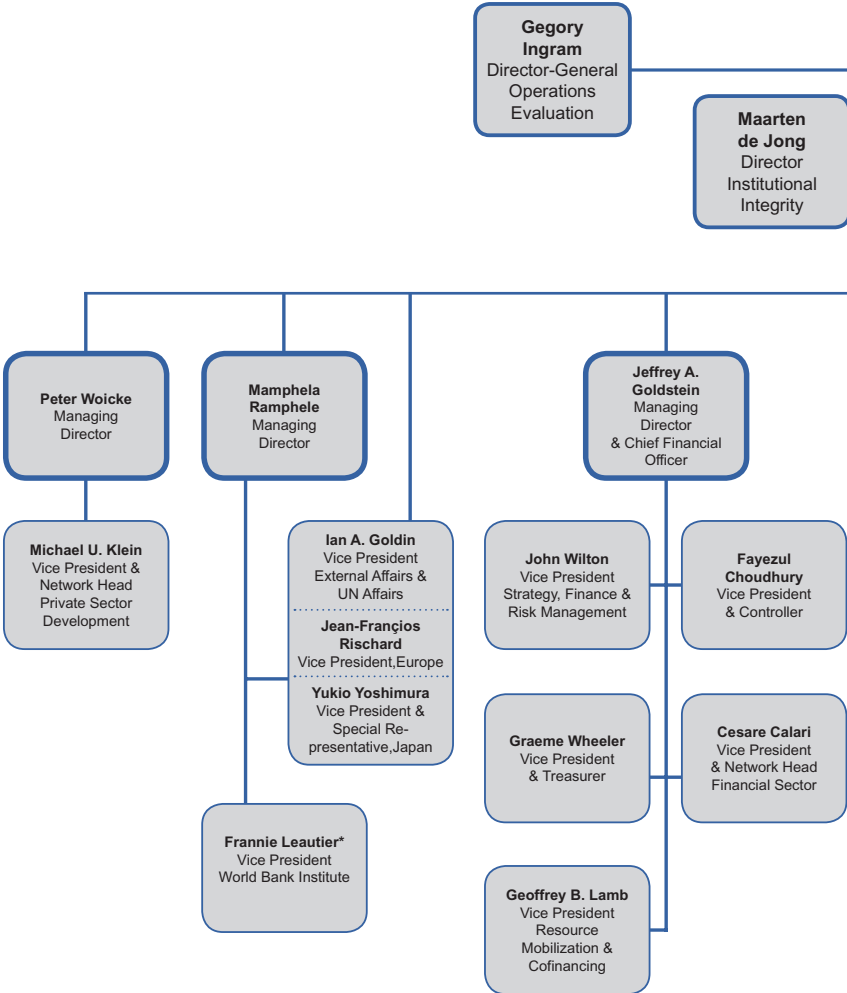 Gegory
Ingram
Director-General
Operations
Evaluation
Maarten
de Jong
Director
Institutional
Integrity
Peter Woicke
Managing
Director
Mamphela
Ramphele
Managing
Director
Jeffrey A.
Goldstein
Managing
Director
& Chief Financial
Officer
Michael U. Klein
Vice President &
Network Head
Private Sector
Development
Ian A. Goldin
Vice President
External Affairs &
UN Affairs
Jean-Françios
Rischard
Vice President,Europe
Yukio Yoshimura
Vice President &
Special Re-
presentative,Japan
John Wilton
Vice President
Strategy, Finance &
Risk Management
Fayezul
Choudhury
Vice President
& Controller
Graeme Wheeler
Vice President
& Treasurer
Cesare Calari
Vice President
& Network Head
Financial Sector
Frannie Leautier*
Vice President
World Bank Institute
Geoffrey B. Lamb
Vice President
Resource
Mobilization &
Cofinancing